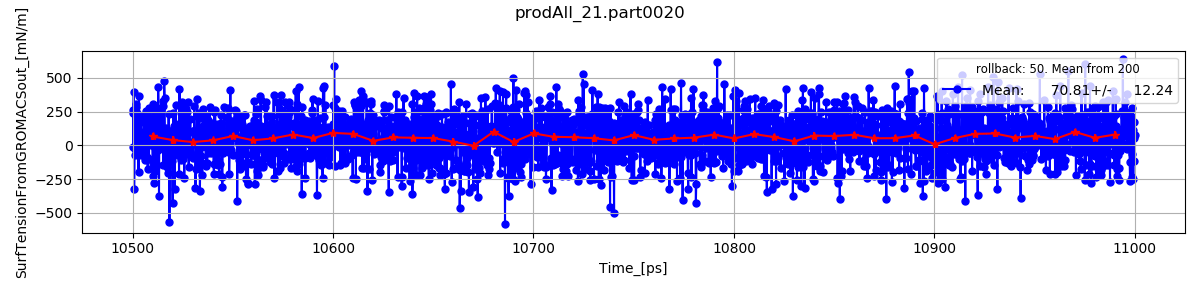 prodAll_21.part0020
SurfTensionFromGROMACSout_[mN/m]
500
250
0
−250
−500
rollback: 50. Mean from 200
Mean: 70.81+/- 12.24
10500 10600 10700 10800 10900 11000
Time_[ps]